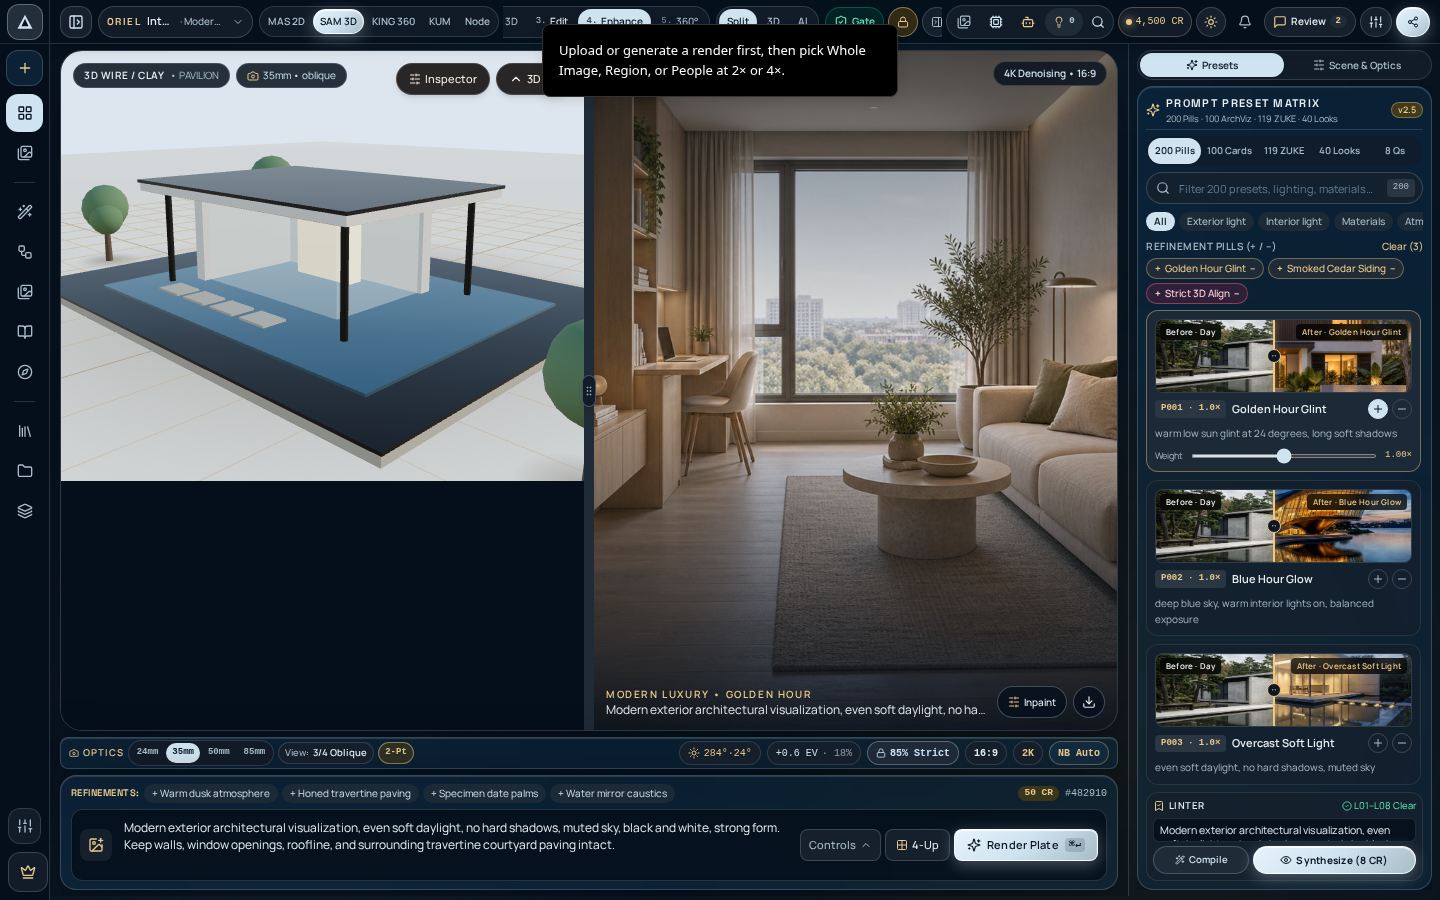 ORIEL Int... · Moder...
MAS 2D SAM 3D KING 360 KUM Node
3D 3. Edit 4. Enhance 5. 360°
Split 3D AI
Gate
0
4,500 CR
Review 2
Upload or generate a render first, then pick Whole
Image, Region, or People at 2× or 4×.
3D WIRE / CLAY • PAVILION
35mm • oblique
Inspector
3D
4K Denoising • 16:9
MODERN LUXURY • GOLDEN HOUR
Modern exterior architectural visualization, even soft daylight, no ha...
Inpaint
OPTICS 24mm 35mm 50mm 85mm View: 3/4 Oblique 2-Pt
284°·24° +0.6 EV · 18% 85% Strict 16:9 2K NB Auto
REFINEMENTS: + Warm dusk atmosphere + Honed travertine paving + Specimen date palms + Water mirror caustics
50 CR #482910
Modern exterior architectural visualization, even soft daylight, no hard shadows, muted sky, black and white, strong form.
Keep walls, window openings, roofline, and surrounding travertine courtyard paving intact.
Controls 4-Up Render Plate ⌘↵
Presets Scene & Optics
PROMPT PRESET MATRIX v2.5
200 Pills · 100 ArchViz · 119 ZUKE · 40 Looks
200 Pills 100 Cards 119 ZUKE 40 Looks 8 Qs
Filter 200 presets, lighting, materials... 200
All Exterior light Interior light Materials Atm
REFINEMENT PILLS (+ / −) Clear (3)
+ Golden Hour Glint − + Smoked Cedar Siding −
+ Strict 3D Align −
Before · Day After · Golden Hour Glint
P001 · 1.0× Golden Hour Glint + −
warm low sun glint at 24 degrees, long soft shadows
Weight 1.00×
Before · Day After · Blue Hour Glow
P002 · 1.0× Blue Hour Glow + −
deep blue sky, warm interior lights on, balanced
exposure
Before · Day After · Overcast Soft Light
P003 · 1.0× Overcast Soft Light + −
even soft daylight, no hard shadows, muted sky
LINTER L01–L08 Clear
Modern exterior architectural visualization, even
Compile Synthesize (8 CR)